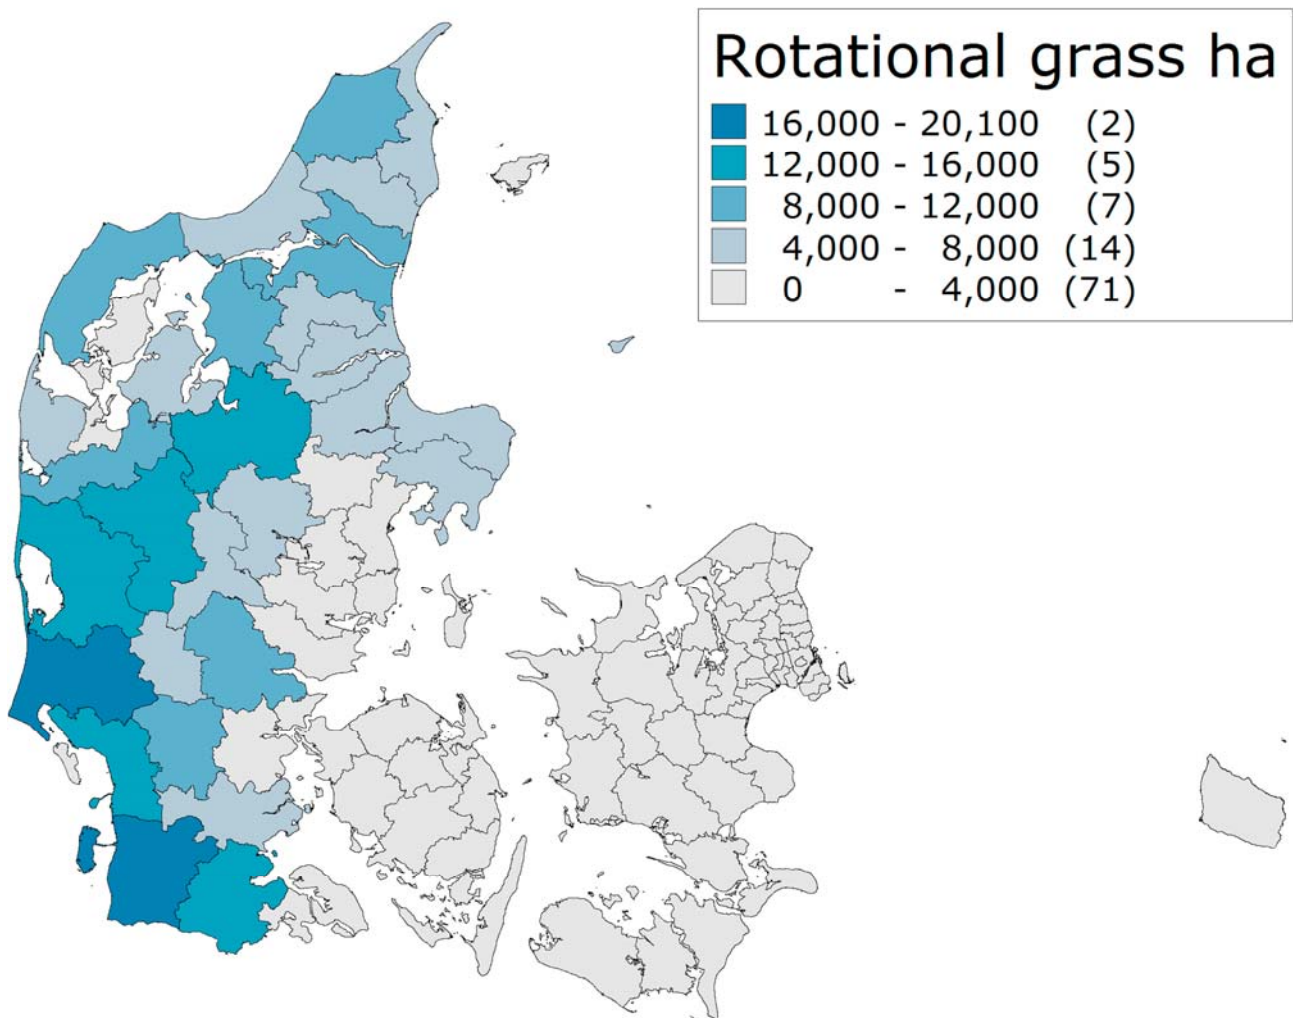 Rotational grass ha
16,000 - 20,100 (2)
12,000 - 16,000 (5)
8,000 - 12,000 (7)
4,000 - 8,000 (14)
0 - 4,000 (71)